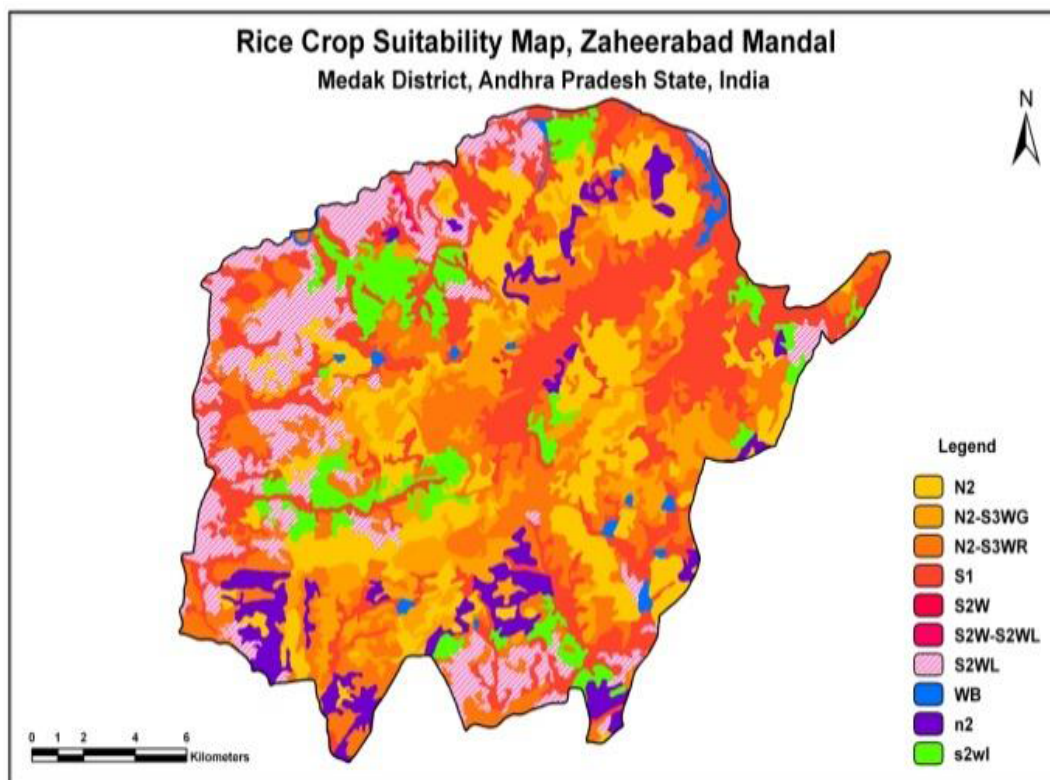 Rice Crop Suitability Map, Zaheerabad Mandal
Medak District, Andhra Pradesh State, India
N
Legend
N2
N2-S3WG
N2-S3WR
S1
S2W
S2W-S2WL
S2WL
WB
n2
s2wl
0 1 2 4 6
Kilometers